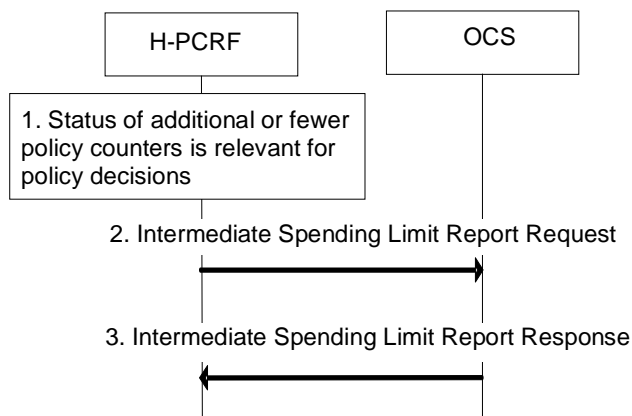 H-PCRF
OCS
1. Status of additional or fewer
policy counters is relevant for
policy decisions
2. Intermediate Spending Limit Report Request
3. Intermediate Spending Limit Report Response